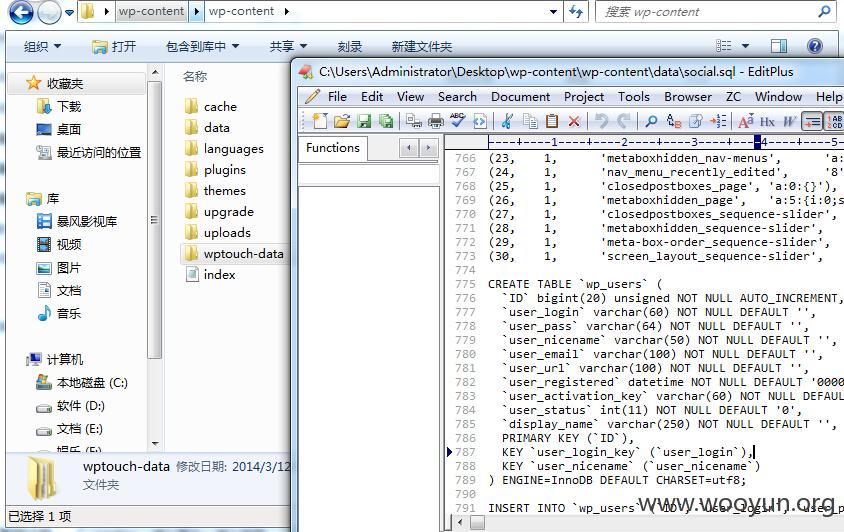 wp-content
wp-content
搜索 wp-content
组织
打开
包含到库中
共享
刻录
新建文件夹
收藏夹
下载
桌面
最近访问的位置
库
暴风影视库
视频
图片
文档
音乐
计算机
本地磁盘 (C:)
软件 (D:)
文档 (E:)
娱乐 (F:)
名称
cache
data
languages
plugins
themes
upgrade
uploads
wptouch-data
index
wptouch-data 修改日期: 2014/3/12
文件夹
已选择 1 项
C:\Users\Administrator\Desktop\wp-content\wp-content\data\social.sql - EditPlus
File Edit View Search Document Project Tools Browser ZC Window Help
Functions
----+----1----+----2----+----3----+----4----+----5
766 (23, 1, 'metaboxhidden_nav-menus', 'a:
767 (24, 1, 'nav_menu_recently_edited', '8'
768 (25, 1, 'closedpostboxes_page', 'a:0:{}'),
769 (26, 1, 'metaboxhidden_page', 'a:5:{i:0;s
770 (27, 1, 'closedpostboxes_sequence-slider',
771 (28, 1, 'metaboxhidden_sequence-slider',
772 (29, 1, 'meta-box-order_sequence-slider',
773 (30, 1, 'screen_layout_sequence-slider',
774
775 CREATE TABLE `wp_users` (
776 `ID` bigint(20) unsigned NOT NULL AUTO_INCREMENT,
777 `user_login` varchar(60) NOT NULL DEFAULT '',
778 `user_pass` varchar(64) NOT NULL DEFAULT '',
779 `user_nicename` varchar(50) NOT NULL DEFAULT '',
780 `user_email` varchar(100) NOT NULL DEFAULT '',
781 `user_url` varchar(100) NOT NULL DEFAULT '',
782 `user_registered` datetime NOT NULL DEFAULT '0000
783 `user_activation_key` varchar(60) NOT NULL DEFAUL
784 `user_status` int(11) NOT NULL DEFAULT '0',
785 `display_name` varchar(250) NOT NULL DEFAULT '',
786 PRIMARY KEY (`ID`),
787 KEY `user_login_key` (`user_login`),
788 KEY `user_nicename` (`user_nicename`)
789 ) ENGINE=InnoDB DEFAULT CHARSET=utf8;
790
791 INSERT INTO `wp_users` (`ID`, `user_login`, `user_p
www.wooyun.org